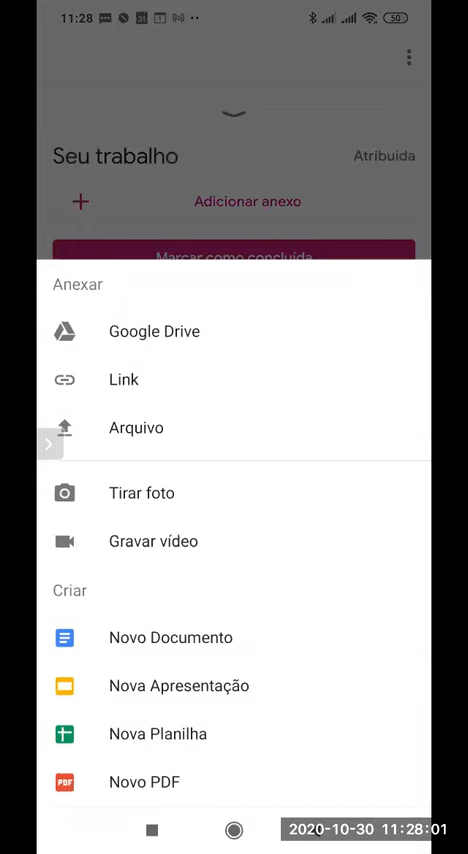 11:28
50
Seu trabalho
Atribuída
Adicionar anexo
Marcar como concluída
Anexar
Google Drive
Link
Arquivo
Tirar foto
Gravar vídeo
Criar
Novo Documento
Nova Apresentação
Nova Planilha
PDF Novo PDF
2020-10-30 11:28:01